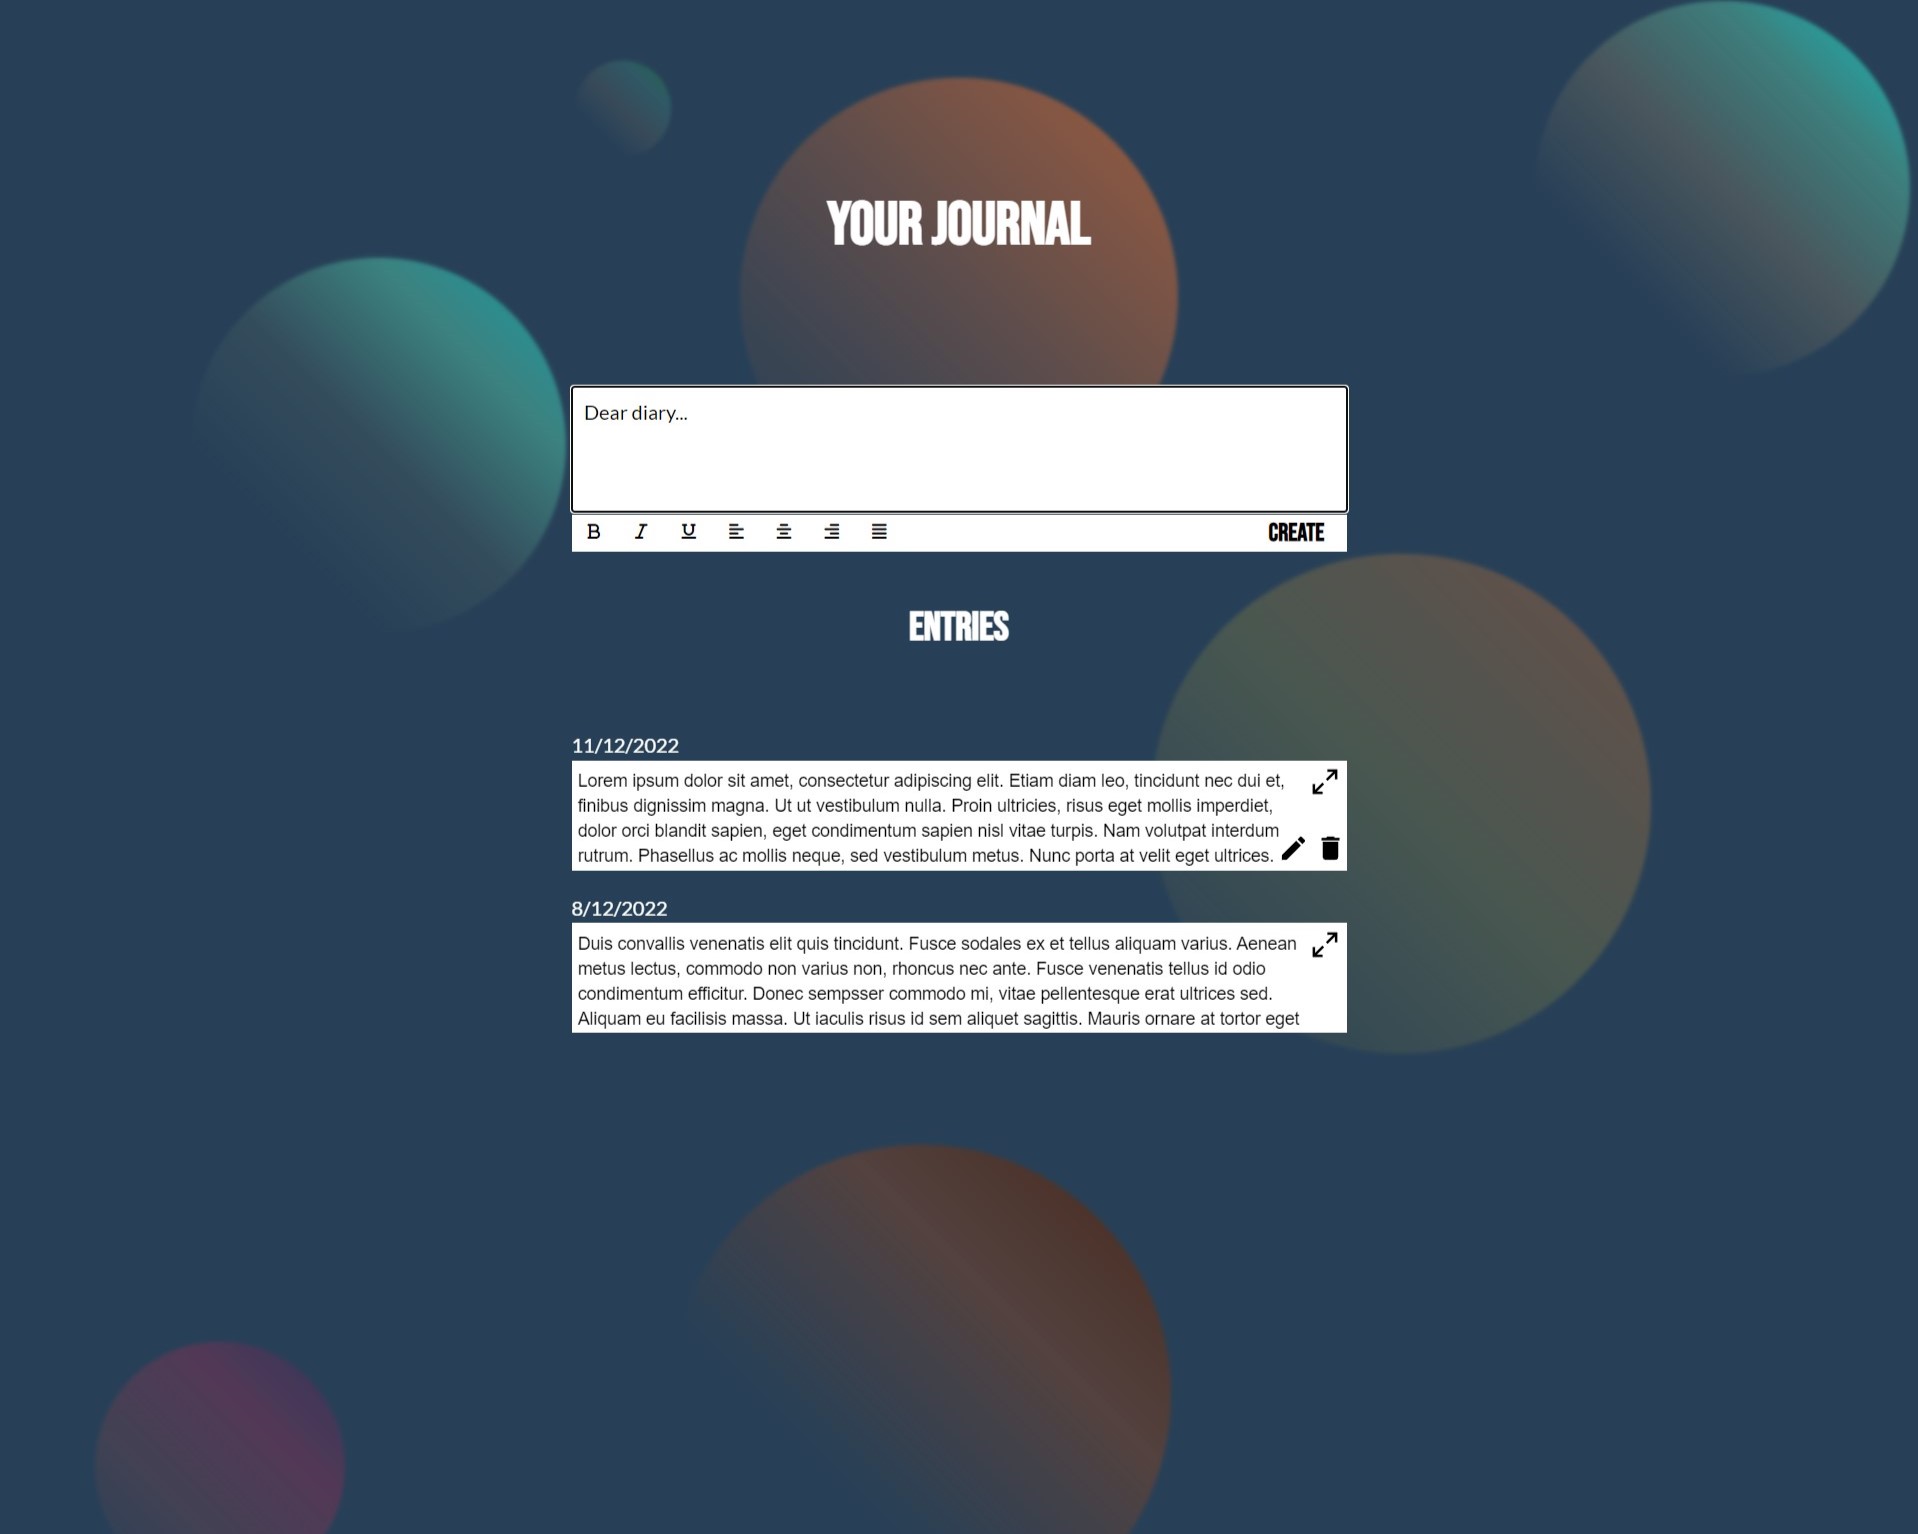 YOUR JOURNAL
Dear diary...
B I U
CREATE
ENTRIES
11/12/2022
Lorem ipsum dolor sit amet, consectetur adipiscing elit. Etiam diam leo, tincidunt nec dui et,
finibus dignissim magna. Ut ut vestibulum nulla. Proin ultricies, risus eget mollis imperdiet,
dolor orci blandit sapien, eget condimentum sapien nisl vitae turpis. Nam volutpat interdum
rutrum. Phasellus ac mollis neque, sed vestibulum metus. Nunc porta at velit eget ultrices.
8/12/2022
Duis convallis venenatis elit quis tincidunt. Fusce sodales ex et tellus aliquam varius. Aenean
metus lectus, commodo non varius non, rhoncus nec ante. Fusce venenatis tellus id odio
condimentum efficitur. Donec sempsser commodo mi, vitae pellentesque erat ultrices sed.
Aliquam eu facilisis massa. Ut iaculis risus id sem aliquet sagittis. Mauris ornare at tortor eget